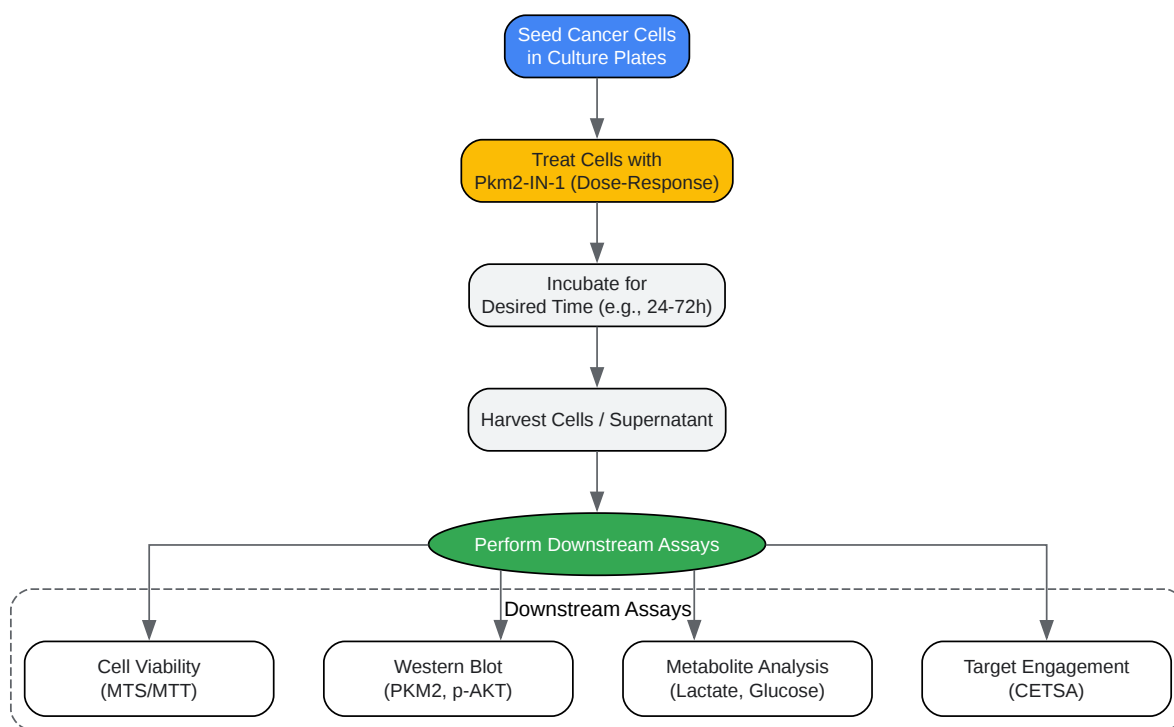 Seed Cancer Cells
in Culture Plates
Treat Cells with
Pkm2-IN-1 (Dose-Response)
Incubate for
Desired Time (e.g., 24-72h)
Harvest Cells / Supernatant
Perform Downstream Assays
Downstream Assays
Cell Viability
(MTS/MTT)
Western Blot
(PKM2, p-AKT)
Metabolite Analysis
(Lactate, Glucose)
Target Engagement
(CETSA)